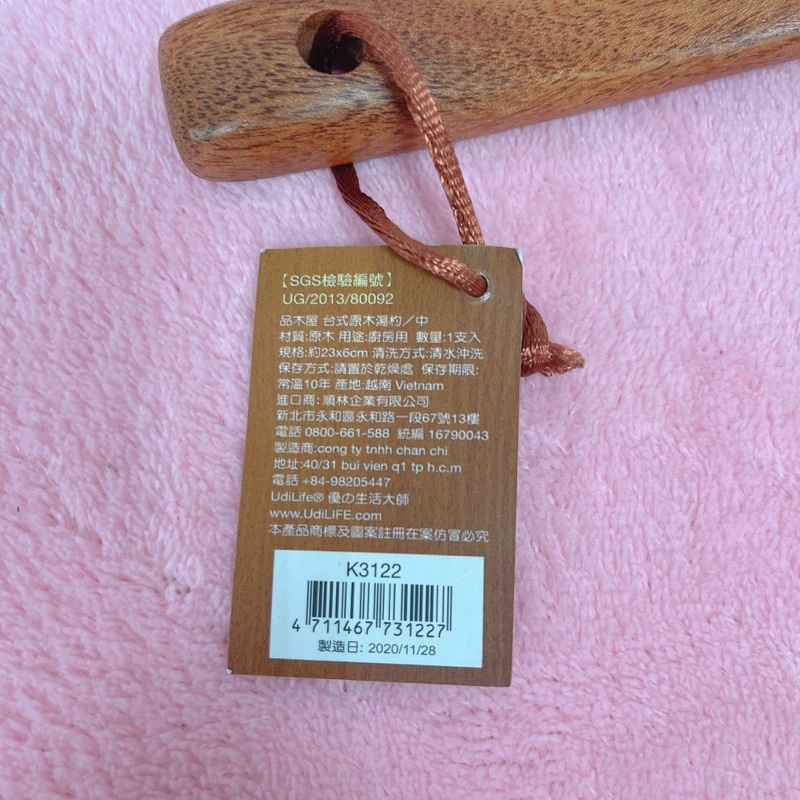 【SGS檢驗編號】
UG/2013/80092
品木屋 台式原木湯杓／中
材質:原木 用途:廚房用 數量:1支入
規格:約23x6cm 清洗方式:清水沖洗
保存方式:請置於乾燥處 保存期限:
常溫10年 產地:越南 Vietnam
進口商: 順林企業有限公司
新北市永和區永和路一段67號13樓
電話 0800-661-588 統編 16790043
製造商:cong ty tnhh chan chi
地址:40/31 bui vien q1 tp h.c.m
電話 +84-98205447
UdiLife® 優の生活大師
www.UdiLIFE.com
本產品商標及圖案註冊在案仿冒必究
K3122
4 711467 731227
製造日: 2020/11/28